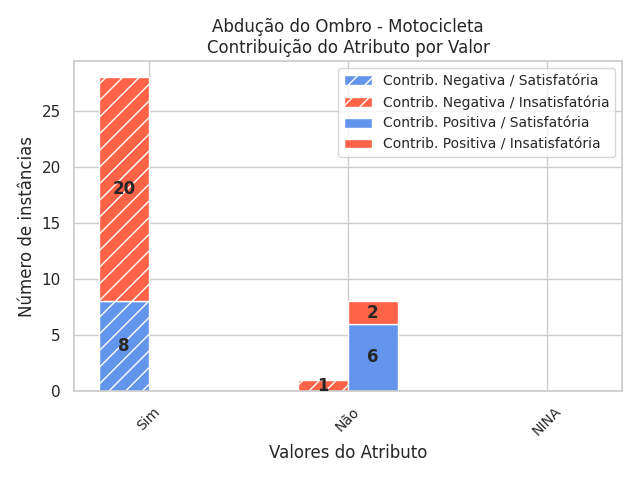 Abdução do Ombro - Motocicleta
Contribuição do Atributo por Valor
Contrib. Negativa / Satisfatória
Contrib. Negativa / Insatisfatória
Contrib. Positiva / Satisfatória
Contrib. Positiva / Insatisfatória
Número de instâncias
25
20
15
10
5
0
20
8
1
2
6
Sim
Não
NINA
Valores do Atributo